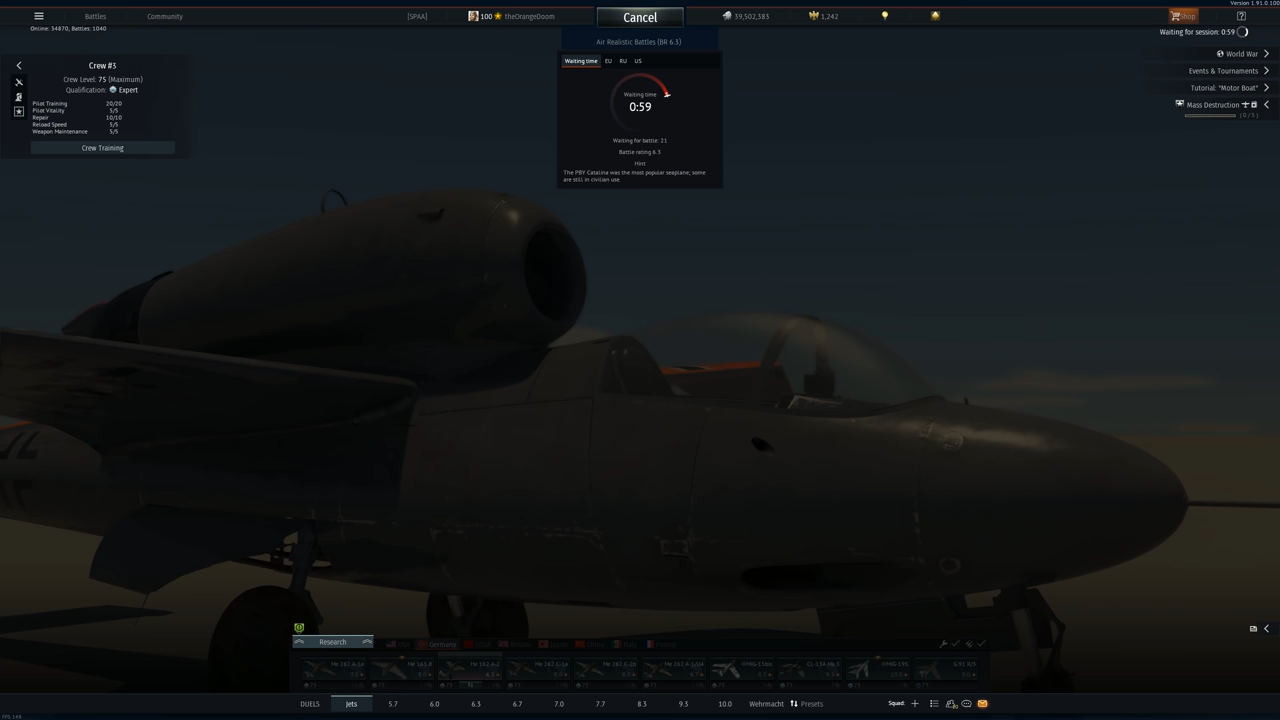 Version 1.91.0.100
Battles Community [SPAA] 100 theOrangeDoom Cancel 39,502,383 1,242 Shop
Online: 34870, Battles: 1040
Waiting for session: 0:59
Air Realistic Battles (BR 6.3)
World War
Events & Tournaments
Tutorial: "Motor Boat"
Mass Destruction
Crew #3
Crew Level: 75 (Maximum)
Qualification: Expert
Pilot Training 20/20
Pilot Vitality 5/5
Repair 10/10
Reload Speed 5/5
Weapon Maintenance 5/5
Crew Training
Waiting time EU RU US
Waiting time
0:59
Waiting for battle: 21
Battle rating 6.3
Hint
The PBY Catalina was the most popular seaplane; some
are still in civilian use.
Research Germany
DUELS Jets 5.7 6.0 6.3 6.7 7.0 7.7 8.3 9.3 10.0 Wehrmacht Presets Squad: